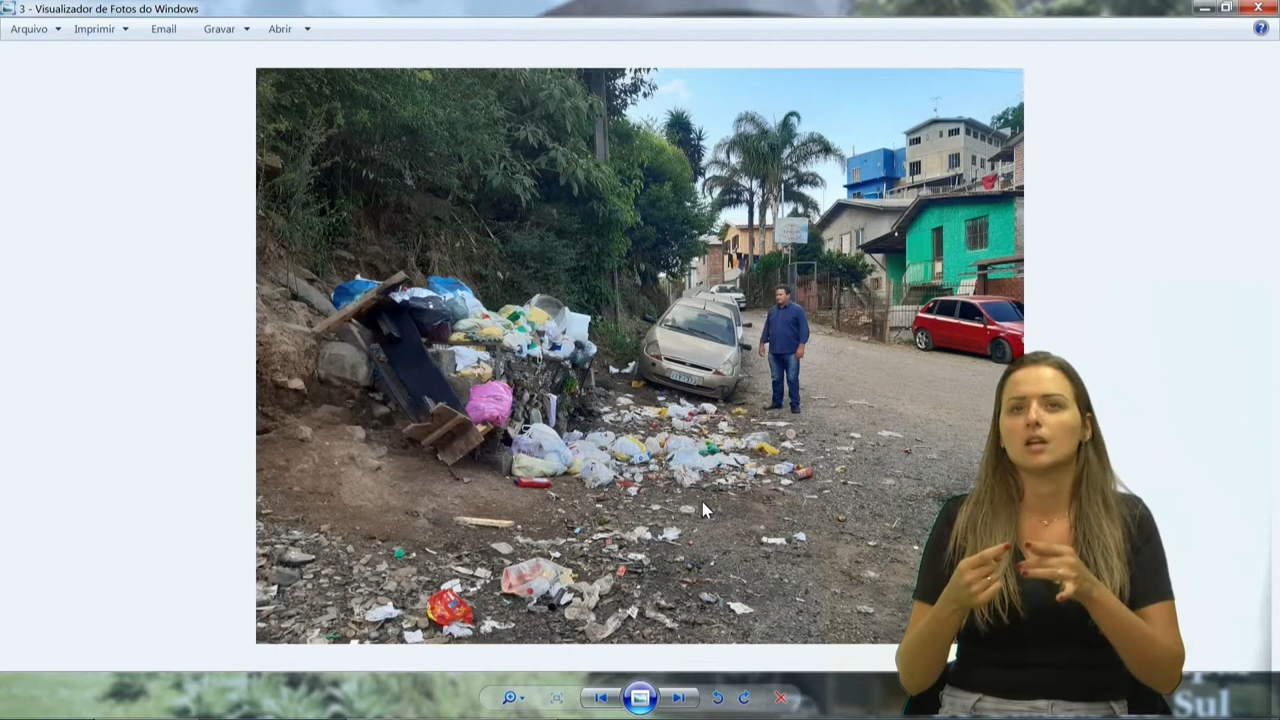 3 - Visualizador de Fotos do Windows
Arquivo Imprimir Email Gravar Abrir
?
Sul